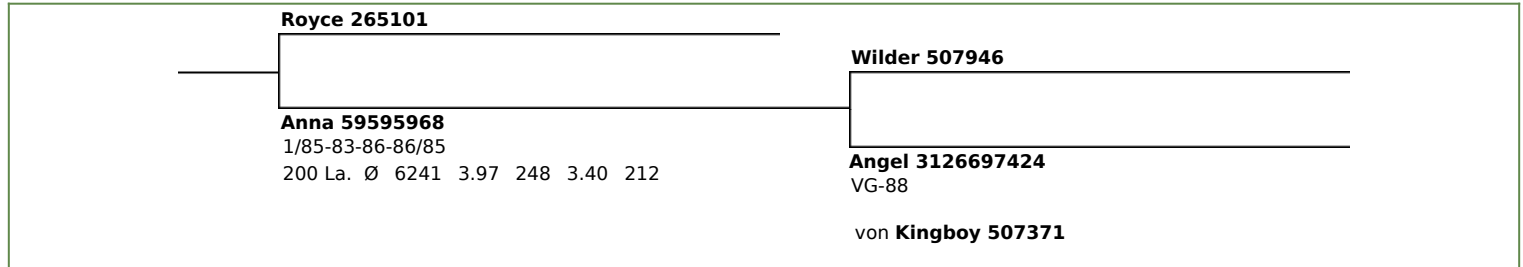 Royce 265101
Wilder 507946
Anna 59595968
1/85-83-86-86/85
200 La. Ø 6241 3.97 248 3.40 212
Angel 3126697424
VG-88
von Kingboy 507371